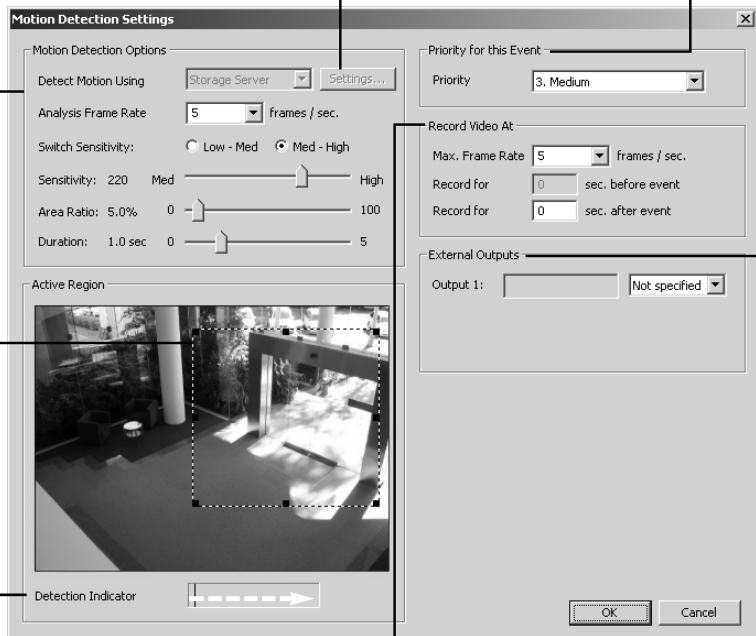 Motion Detection Settings
Motion Detection Options
Detect Motion Using Storage Server Settings...
Analysis Frame Rate 5 frames / sec.
Switch Sensitivity: Low - Med Med - High
Sensitivity: 220 Med High
Area Ratio: 5.0% 0 100
Duration: 1.0 sec 0 5
Active Region
Detection Indicator
Priority for this Event
Priority 3. Medium
Record Video At
Max. Frame Rate 5 frames / sec.
Record for 0 sec. before event
Record for 0 sec. after event
External Outputs
Output 1: Not specified
OK Cancel